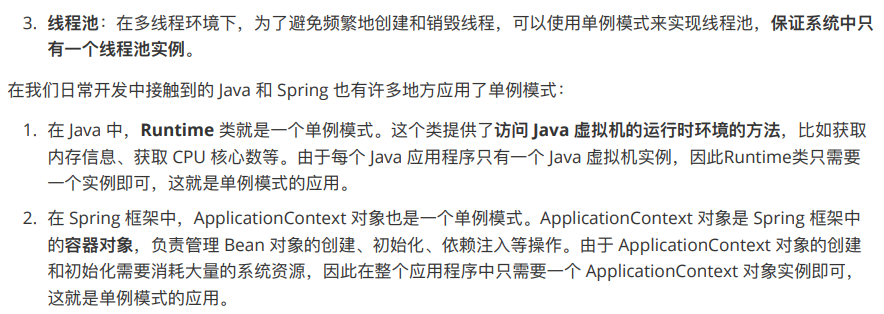 3. 线程池：在多线程环境下，为了避免频繁地创建和销毁线程，可以使用单例模式来实现线程池，保证系统中只
有一个线程池实例。
在我们日常开发中接触到的 Java 和 Spring 也有许多地方应用了单例模式：
1. 在 Java 中，Runtime 类就是一个单例模式。这个类提供了访问 Java 虚拟机的运行时环境的方法，比如获取
内存信息、获取 CPU 核心数等。由于每个 Java 应用程序只有一个 Java 虚拟机实例，因此Runtime类只需要
一个实例即可，这就是单例模式的应用。
2. 在 Spring 框架中，ApplicationContext 对象也是一个单例模式。ApplicationContext 对象是 Spring 框架中
的容器对象，负责管理 Bean 对象的创建、初始化、依赖注入等操作。由于 ApplicationContext 对象的创建
和初始化需要消耗大量的系统资源，因此在整个应用程序中只需要一个 ApplicationContext 对象实例即可，
这就是单例模式的应用。